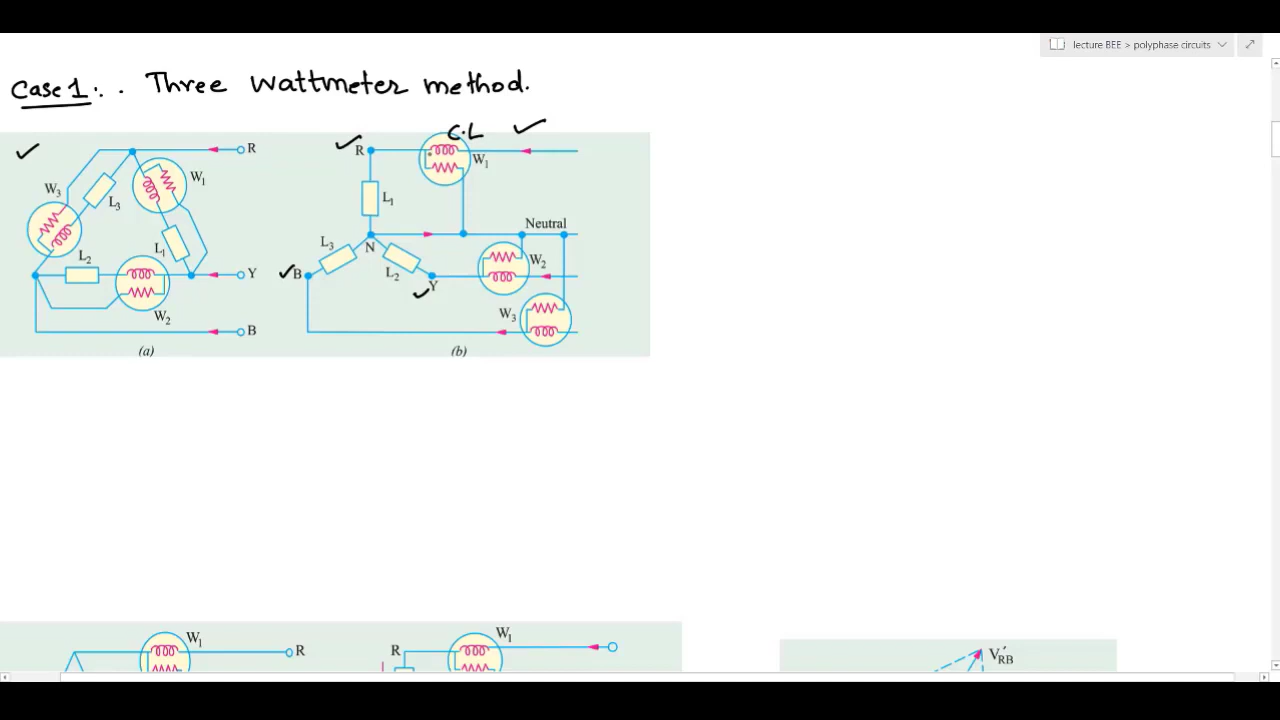 lecture BEE > polyphase circuits
Case 1:. . Three wattmeter method.
C.L
R
W1
W3
L3
L1
L2
Y
W2
B
(a)
R
W1
L1
Neutral
L3
N
B
L2
Y
W2
W3
(b)
W1
R
R
W1
V′RB